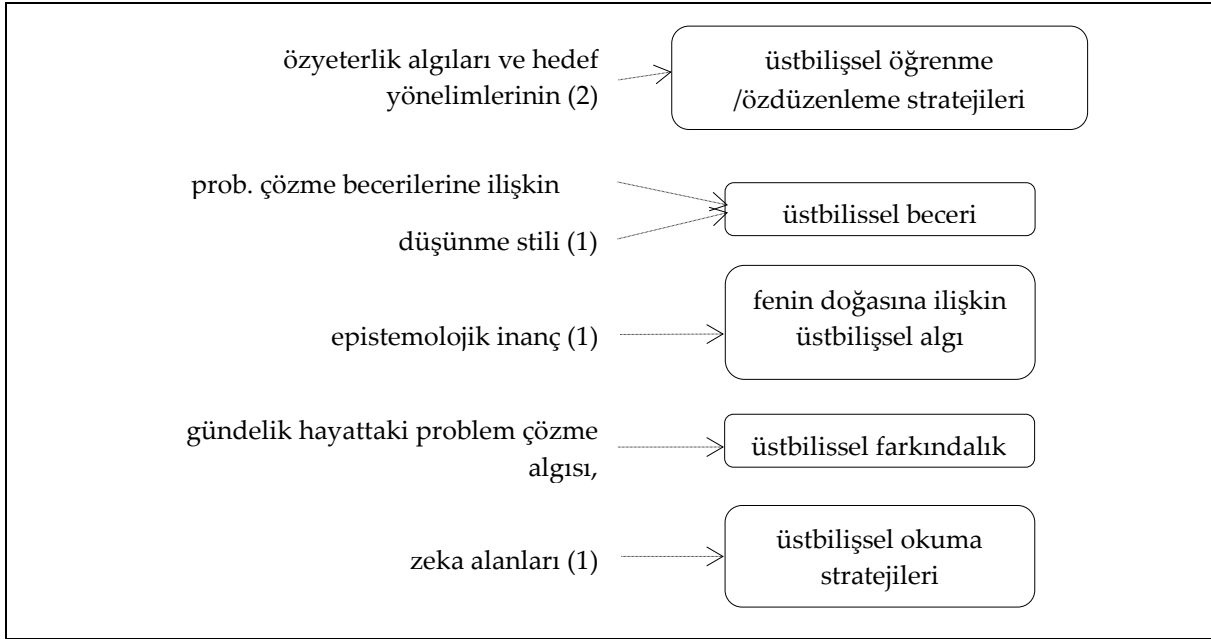 özyeterlik algıları ve hedef
yönelimlerinin (2)
üstbilişsel öğrenme
/özdüzenleme stratejileri
prob. çözme becerilerine ilişkin
düşünme stili (1)
üstbilissel beceri
epistemolojik inanç (1)
fenin doğasına ilişkin
üstbilişsel algı
gündelik hayattaki problem çözme
algısı,
üstbilissel farkındalık
zeka alanları (1)
üstbilişsel okuma
stratejileri